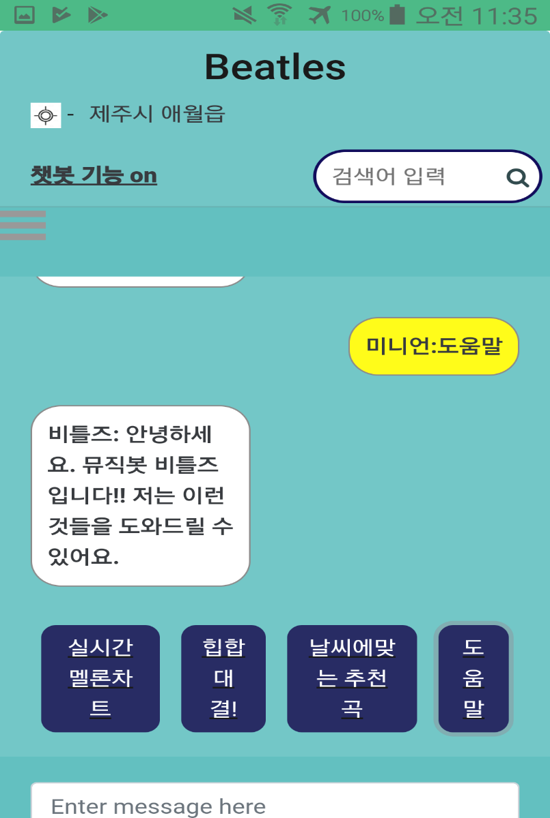 100% 오전 11:35
Beatles
- 제주시 애월읍
챗봇 기능 on
검색어 입력
미니언:도움말
비틀즈: 안녕하세
요. 뮤직봇 비틀즈
입니다!! 저는 이런
것들을 도와드릴 수
있어요.
실시간
멜론차
트
힙합
대
결!
날씨에맞
는 추천
곡
도
움
말
Enter message here